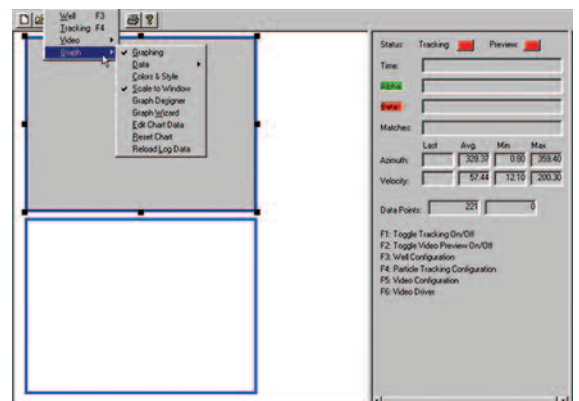 Well F3
Tracking F4
Video
Graph
Graphing
Data
Colors & Style
Scale to Window
Graph Designer
Graph Wizard
Edit Chart Data
Reset Chart
Reload Log Data
Status: Tracking: Preview:
Time:
Alpha:
Beta:
Matches:
Last Avg. Min Max
Azimuth: 328.37 0.80 359.40
Velocity: 57.44 12.10 200.30
Data Points: 221 0
F1: Toggle Tracking On/Off
F2: Toggle Video Preview On/Off
F3: Well Configuration
F4: Particle Tracking Configuration
F5: Video Configuration
F6: Video Driver